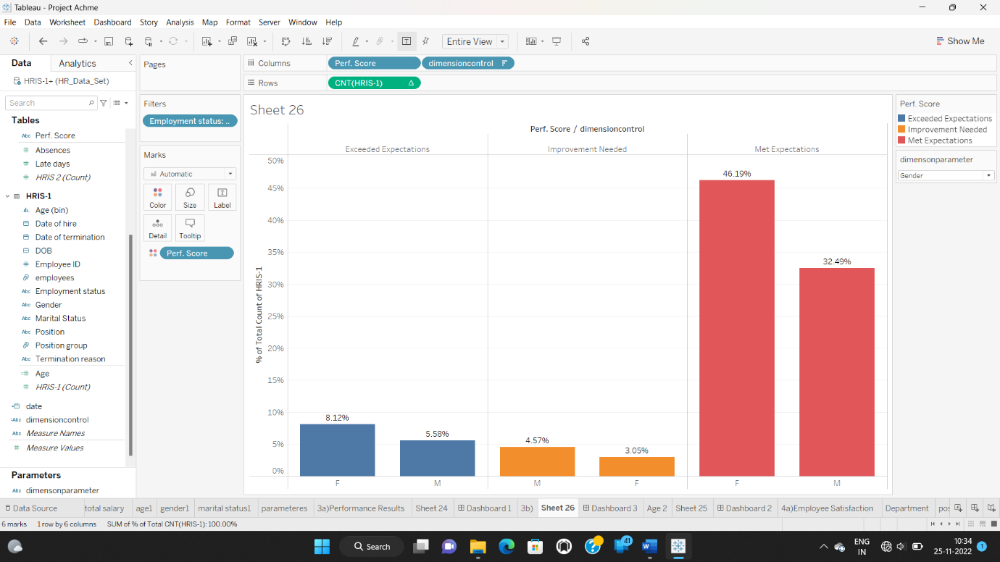 Tableau - Project Achme
File Data Worksheet Dashboard Story Analysis Map Format Server Window Help
Entire View
Show Me
Data Analytics
HRIS-1+ (HR_Data_Set)
Search
Tables
Abc Perf. Score
# Absences
# Late days
# HRIS 2 (Count)
HRIS-1
Age (bin)
Date of hire
Date of termination
DOB
# Employee ID
employees
Abc Employment status
Abc Gender
Abc Marital Status
Abc Position
Position group
Abc Termination reason
=# Age
# HRIS-1 (Count)
date
=Abc dimensioncontrol
Abc Measure Names
# Measure Values
Parameters
Abc dimensonparameter
Pages
Filters
Employment status: ..
Marks
Automatic
Color Size Label
Detail Tooltip
Perf. Score
Columns Perf. Score dimensioncontrol
Rows CNT(HRIS-1) Δ
Sheet 26
Perf. Score / dimensioncontrol
Exceeded Expectations Improvement Needed Met Expectations
% of Total Count of HRIS-1
50%
45%
40%
35%
30%
25%
20%
15%
10%
5%
0%
8.12%
5.58%
4.57%
3.05%
46.19%
32.49%
F M M F F M
Perf. Score
Exceeded Expectations
Improvement Needed
Met Expectations
dimensonparameter
Gender
Data Source total salary age1 gender1 marital status1 parameteres 3a)Performance Results Sheet 24 Dashboard 1 3b) Sheet 26 Dashboard 3 Age 2 Sheet 25 Dashboard 2 4a)Employee Satisfaction Department pos
6 marks 1 row by 6 columns SUM of % of Total CNT(HRIS-1): 100.00%
Search
41
W
ENG
IN
10:34
25-11-2022
1